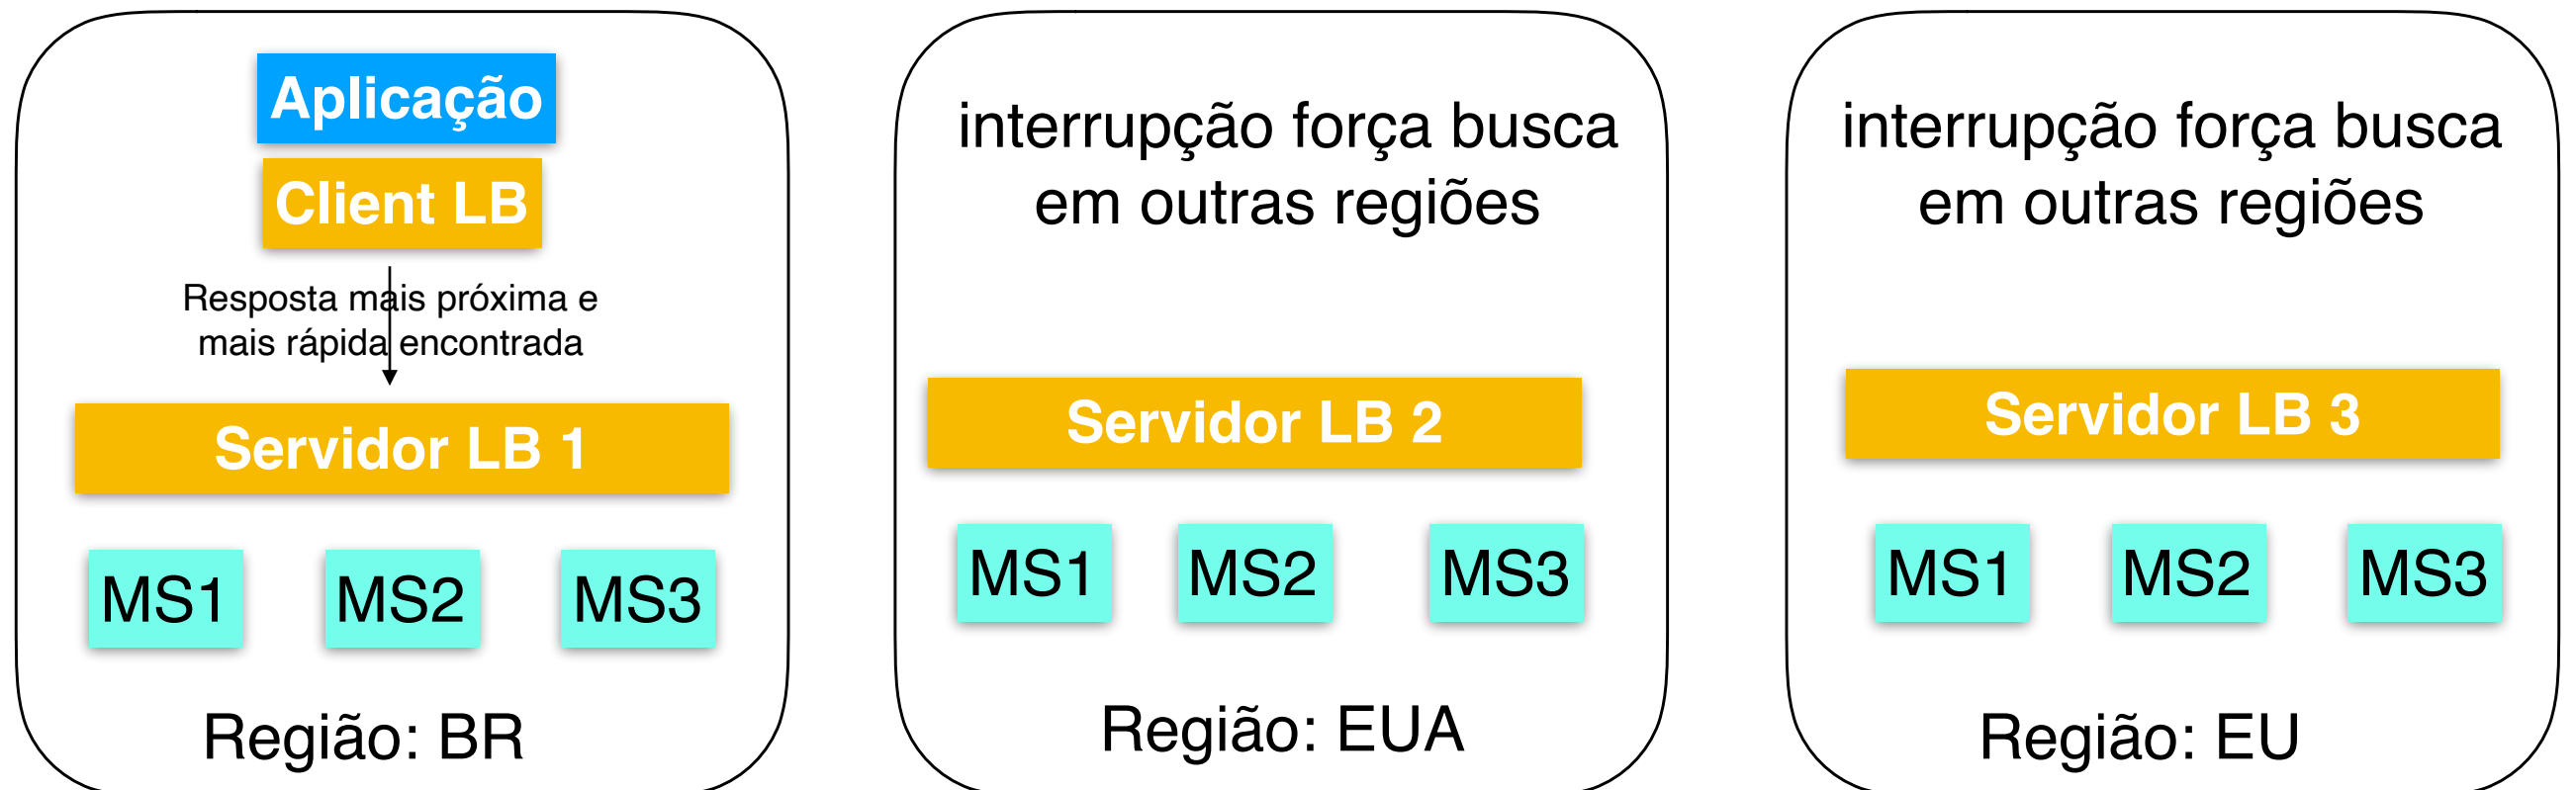 Aplicação
Client LB
Resposta mais próxima e
mais rápida encontrada
Servidor LB 1
MS1 MS2 MS3
Região: BR
interrupção força busca
em outras regiões
Servidor LB 2
MS1 MS2 MS3
Região: EUA
interrupção força busca
em outras regiões
Servidor LB 3
MS1 MS2 MS3
Região: EU